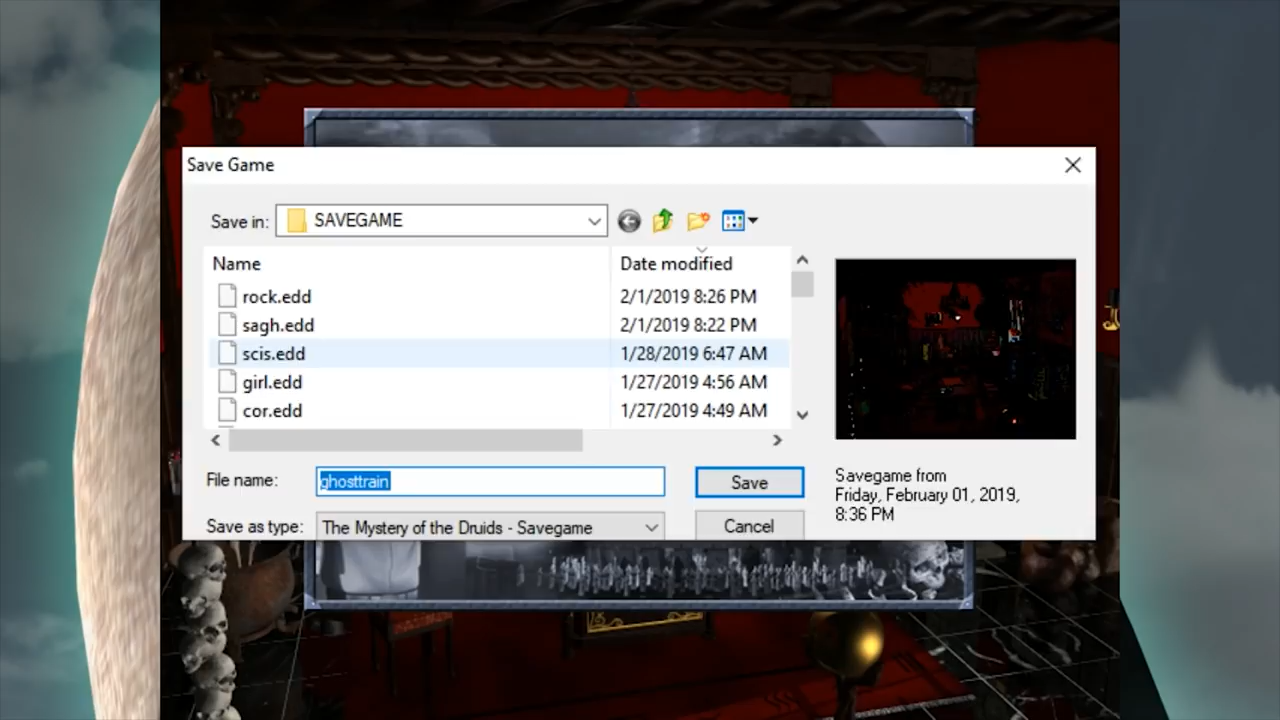 Save Game
Save in: SAVEGAME
Name Date modified
rock.edd 2/1/2019 8:26 PM
sagh.edd 2/1/2019 8:22 PM
scis.edd 1/28/2019 6:47 AM
girl.edd 1/27/2019 4:56 AM
cor.edd 1/27/2019 4:49 AM
File name: ghosttrain Save
Save as type: The Mystery of the Druids - Savegame Cancel
Savegame from
Friday, February 01, 2019,
8:36 PM